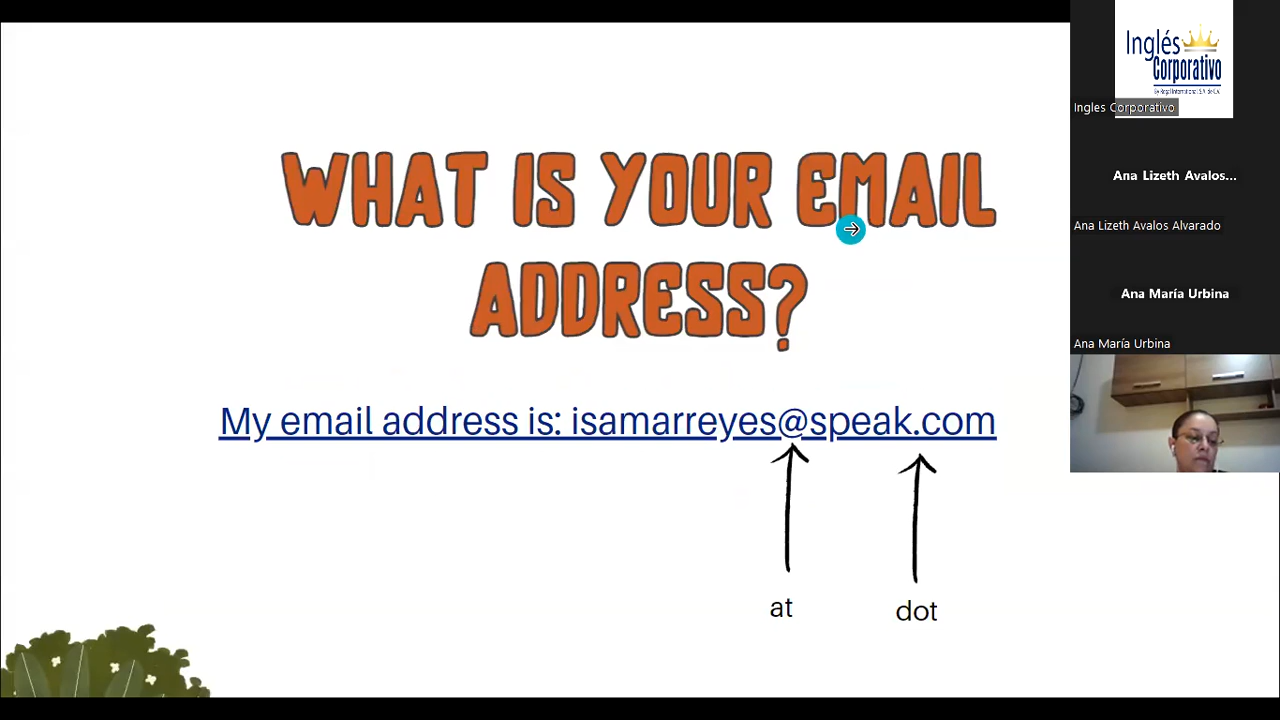 WHAT IS YOUR EMAIL
ADDRESS?
My email address is: isamarreyes@speak.com
at
dot
Inglés
Corporativo
Ingles Corporativo
Ana Lizeth Avalos...
Ana Lizeth Avalos Alvarado
Ana María Urbina
Ana María Urbina